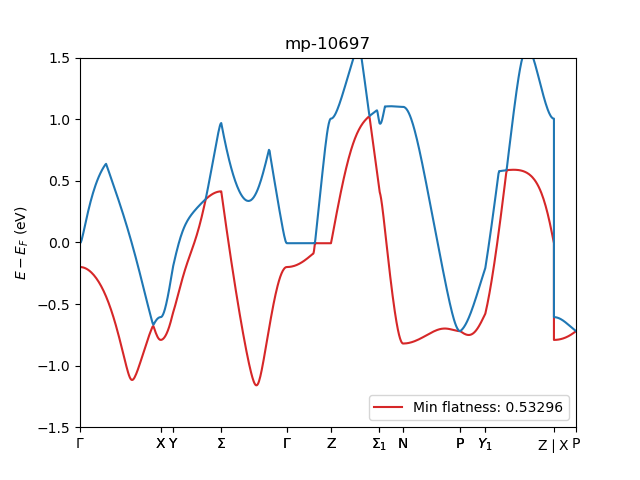 mp-10697
E − E_F (eV)
1.5
1.0
0.5
0.0
−0.5
−1.0
−1.5
Min flatness: 0.53296
Γ X Y Σ Γ Z Σ₁ N P Y₁ Z | X P